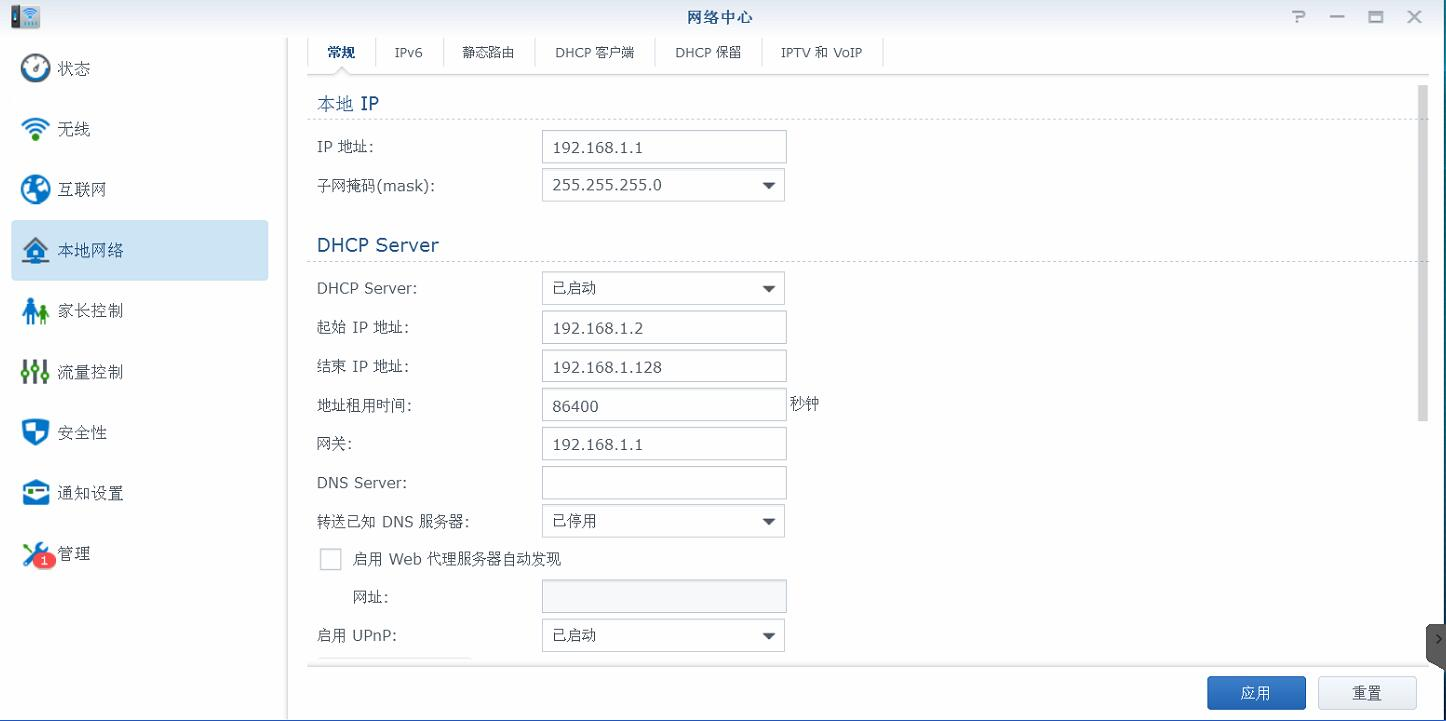 网络中心
状态
无线
互联网
本地网络
家长控制
流量控制
安全性
通知设置
1
管理
常规 IPv6 静态路由 DHCP 客户端 DHCP 保留 IPTV 和 VoIP
本地 IP
IP 地址: 192.168.1.1
子网掩码(mask): 255.255.255.0
DHCP Server
DHCP Server: 已启动
起始 IP 地址: 192.168.1.2
结束 IP 地址: 192.168.1.128
地址租用时间: 86400 秒钟
网关: 192.168.1.1
DNS Server:
转送已知 DNS 服务器: 已停用
启用 Web 代理服务器自动发现
网址:
启用 UPnP: 已启动
应用 重置